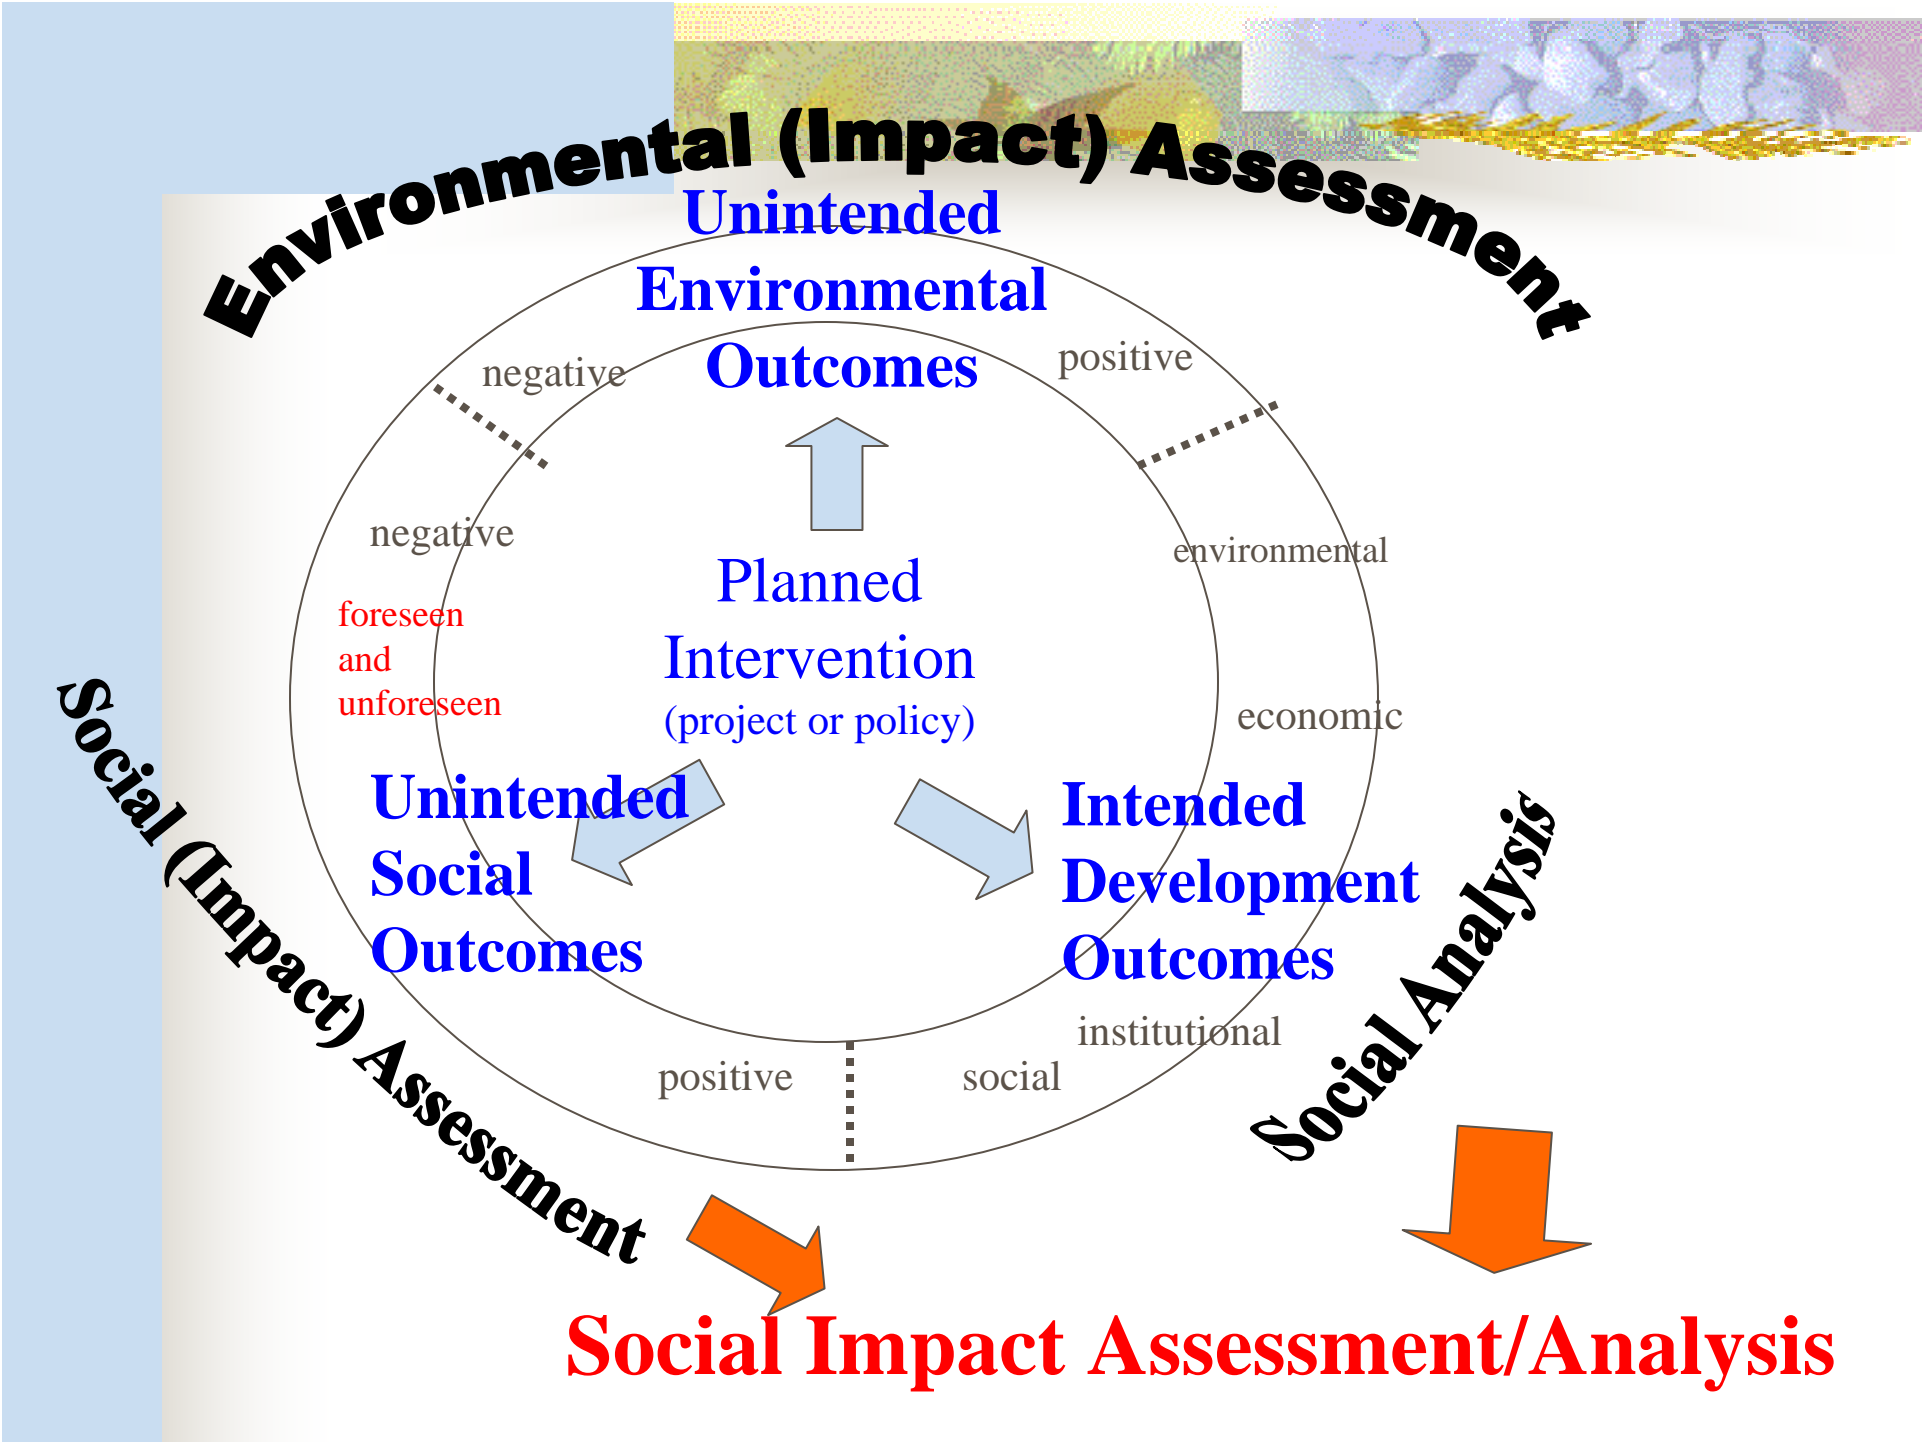 Environmental (Impact) Assessment
Unintended
Environmental
Outcomes
negative
positive
negative
environmental
foreseen
and
unforeseen
Planned
Intervention
(project or policy)
economic
Unintended
Social
Outcomes
Intended
Development
Outcomes
institutional
positive
social
Social (Impact) Assessment
Social Analysis
Social Impact Assessment/Analysis